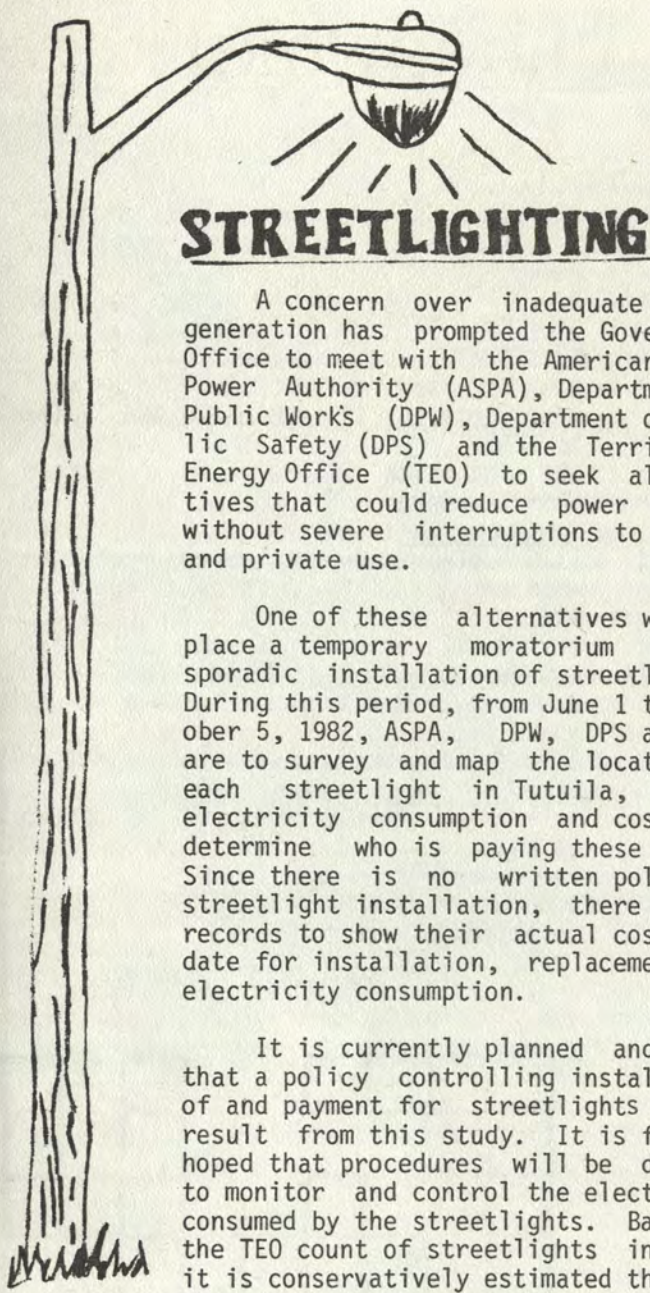 STREETLIGHTING
A concern over inadequate
generation has prompted the Gove
Office to meet with the American
Power Authority (ASPA), Departm
Public Works (DPW), Department o
lic Safety (DPS) and the Terri
Energy Office (TEO) to seek al
tives that could reduce power
without severe interruptions to
and private use.
One of these alternatives w
place a temporary moratorium
sporadic installation of streetl
During this period, from June 1 t
ober 5, 1982, ASPA, DPW, DPS a
are to survey and map the locat
each streetlight in Tutuila,
electricity consumption and cos
determine who is paying these
Since there is no written pol
streetlight installation, there
records to show their actual cos
date for installation, replaceme
electricity consumption.
It is currently planned and
that a policy controlling instal
of and payment for streetlights
result from this study. It is f
hoped that procedures will be d
to monitor and control the elect
consumed by the streetlights. Ba
the TEO count of streetlights in
it is conservatively estimated th